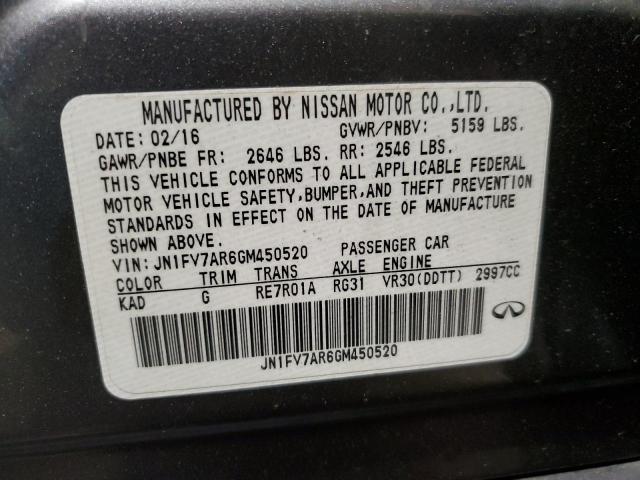 MANUFACTURED BY NISSAN MOTOR CO.,LTD.
DATE: 02/16 GVWR/PNBV: 5159 LBS.
GAWR/PNBE FR: 2646 LBS. RR: 2546 LBS.
THIS VEHICLE CONFORMS TO ALL APPLICABLE FEDERAL
MOTOR VEHICLE SAFETY,BUMPER,AND THEFT PREVENTION
STANDARDS IN EFFECT ON THE DATE OF MANUFACTURE
SHOWN ABOVE.
VIN: JN1FV7AR6GM450520 PASSENGER CAR
COLOR TRIM TRANS AXLE ENGINE
KAD G RE7R01A RG31 VR30(DDTT) 2997CC
JN1FV7AR6GM450520